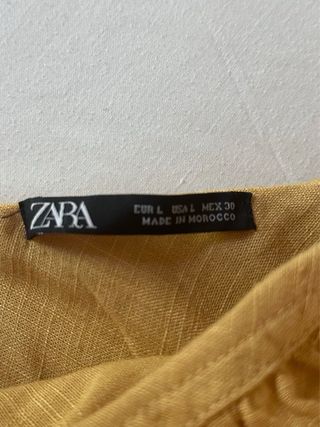 ZARA
EUR L USA L MEX 30
MADE IN MOROCCO